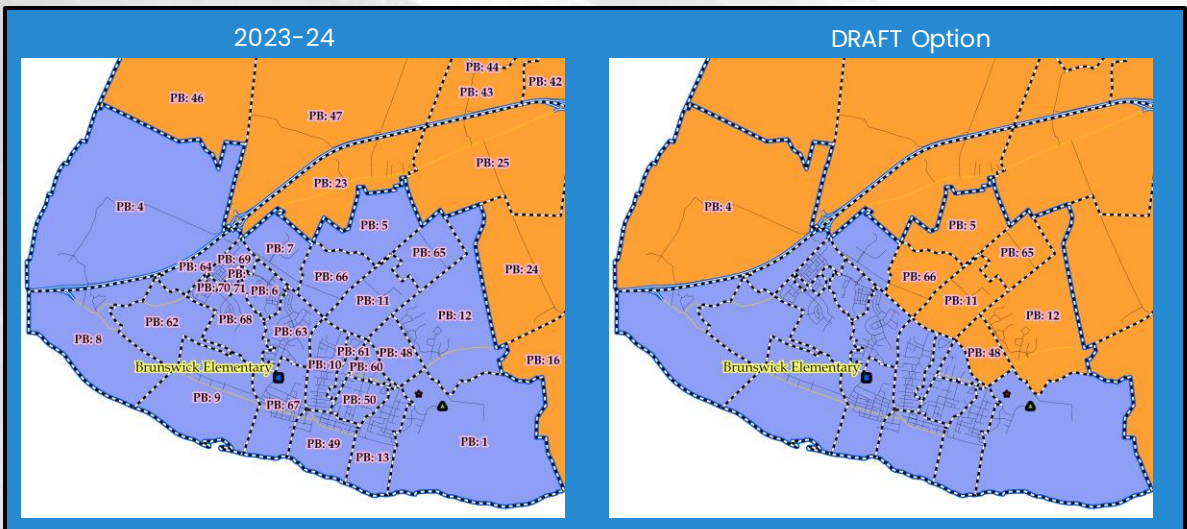 2023-24
DRAFT Option
PB: 44
PB: 42
PB: 43
PB: 46
PB: 47
PB: 25
PB: 23
PB: 4
PB: 5
PB: 7
PB: 65
PB: 69
PB: 64
PB:
PB: 24
PB: 66
PB: 70
71
PB: 6
PB: 11
PB: 12
PB: 62
PB: 68
PB: 63
PB: 8
PB: 61
PB: 48
PB: 16
Brunswick Elementary
PB: 10
PB: 60
PB: 9
PB: 67
PB: 50
PB: 49
PB: 1
PB: 13
PB: 4
PB: 5
PB: 65
PB: 66
PB: 11
PB: 12
PB: 48
Brunswick Elementary